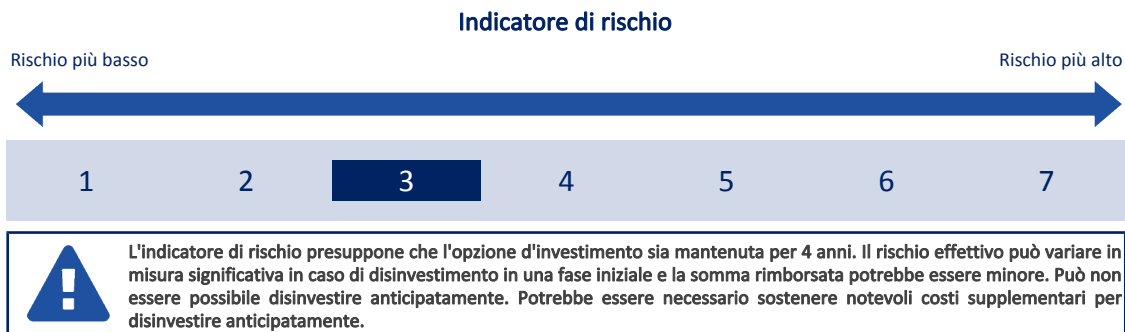 Indicatore di rischio
Rischio più basso
Rischio più alto
1 2 3 4 5 6 7
L'indicatore di rischio presuppone che l'opzione d'investimento sia mantenuta per 4 anni. Il rischio effettivo può variare in
misura significativa in caso di disinvestimento in una fase iniziale e la somma rimborsata potrebbe essere minore. Può non
essere possibile disinvestire anticipatamente. Potrebbe essere necessario sostenere notevoli costi supplementari per
disinvestire anticipatamente.